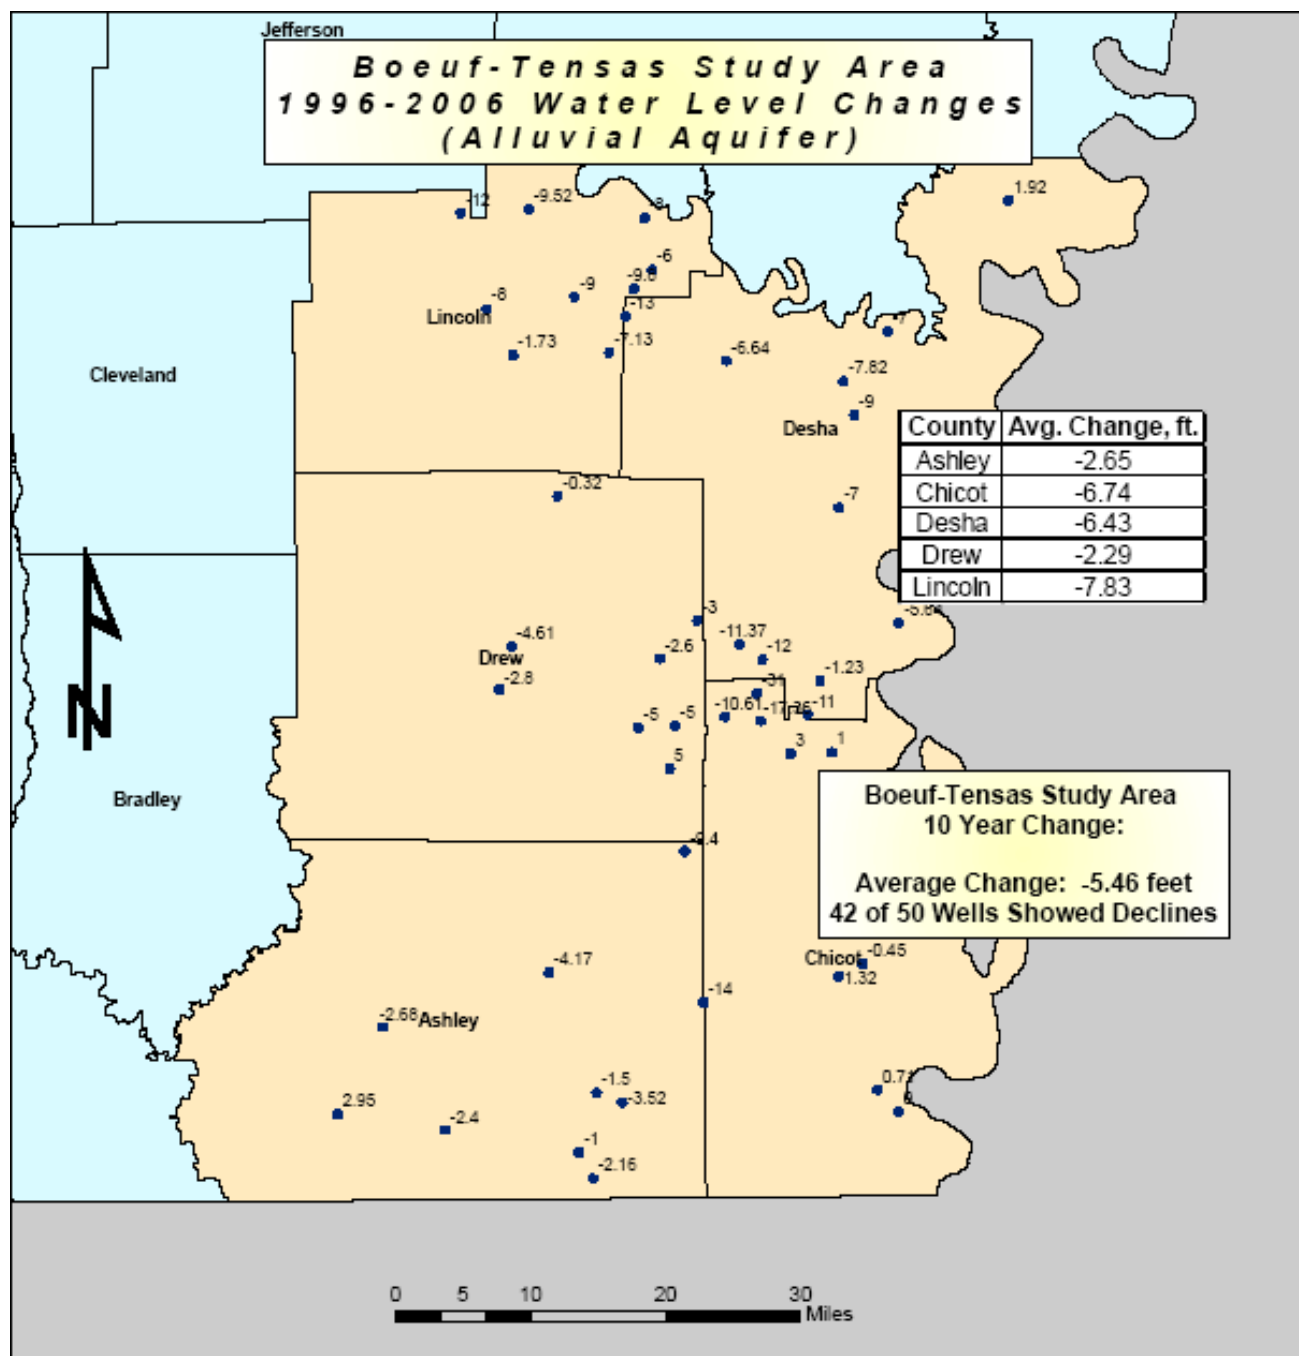 Jefferson
Boeuf-Tensas Study Area
1996-2006 Water Level Changes
(Alluvial Aquifer)
1.92
-12
-9.52
-6
-9
-8
-13
Lincoln
-1.73
-7.13
-6.64
-7.82
Cleveland
-9
Desha
County Avg. Change, ft.
Ashley -2.65
Chicot -6.74
Desha -6.43
Drew -2.29
Lincoln -7.83
-0.32
-7
-3
-4.61
-11.37
-2.6
-12
Drew
-2.8
-1.23
-31
-10.61
-11
-5
-5
3
1
5
Bradley
Boeuf-Tensas Study Area
10 Year Change:
Average Change: -5.46 feet
42 of 50 Wells Showed Declines
-4.17
Chicot
-0.45
1.32
-14
-2.68
Ashley
0.71
-1.5
-3.52
2.95
-2.4
-1
-2.16
N
0 5 10 20 30
Miles